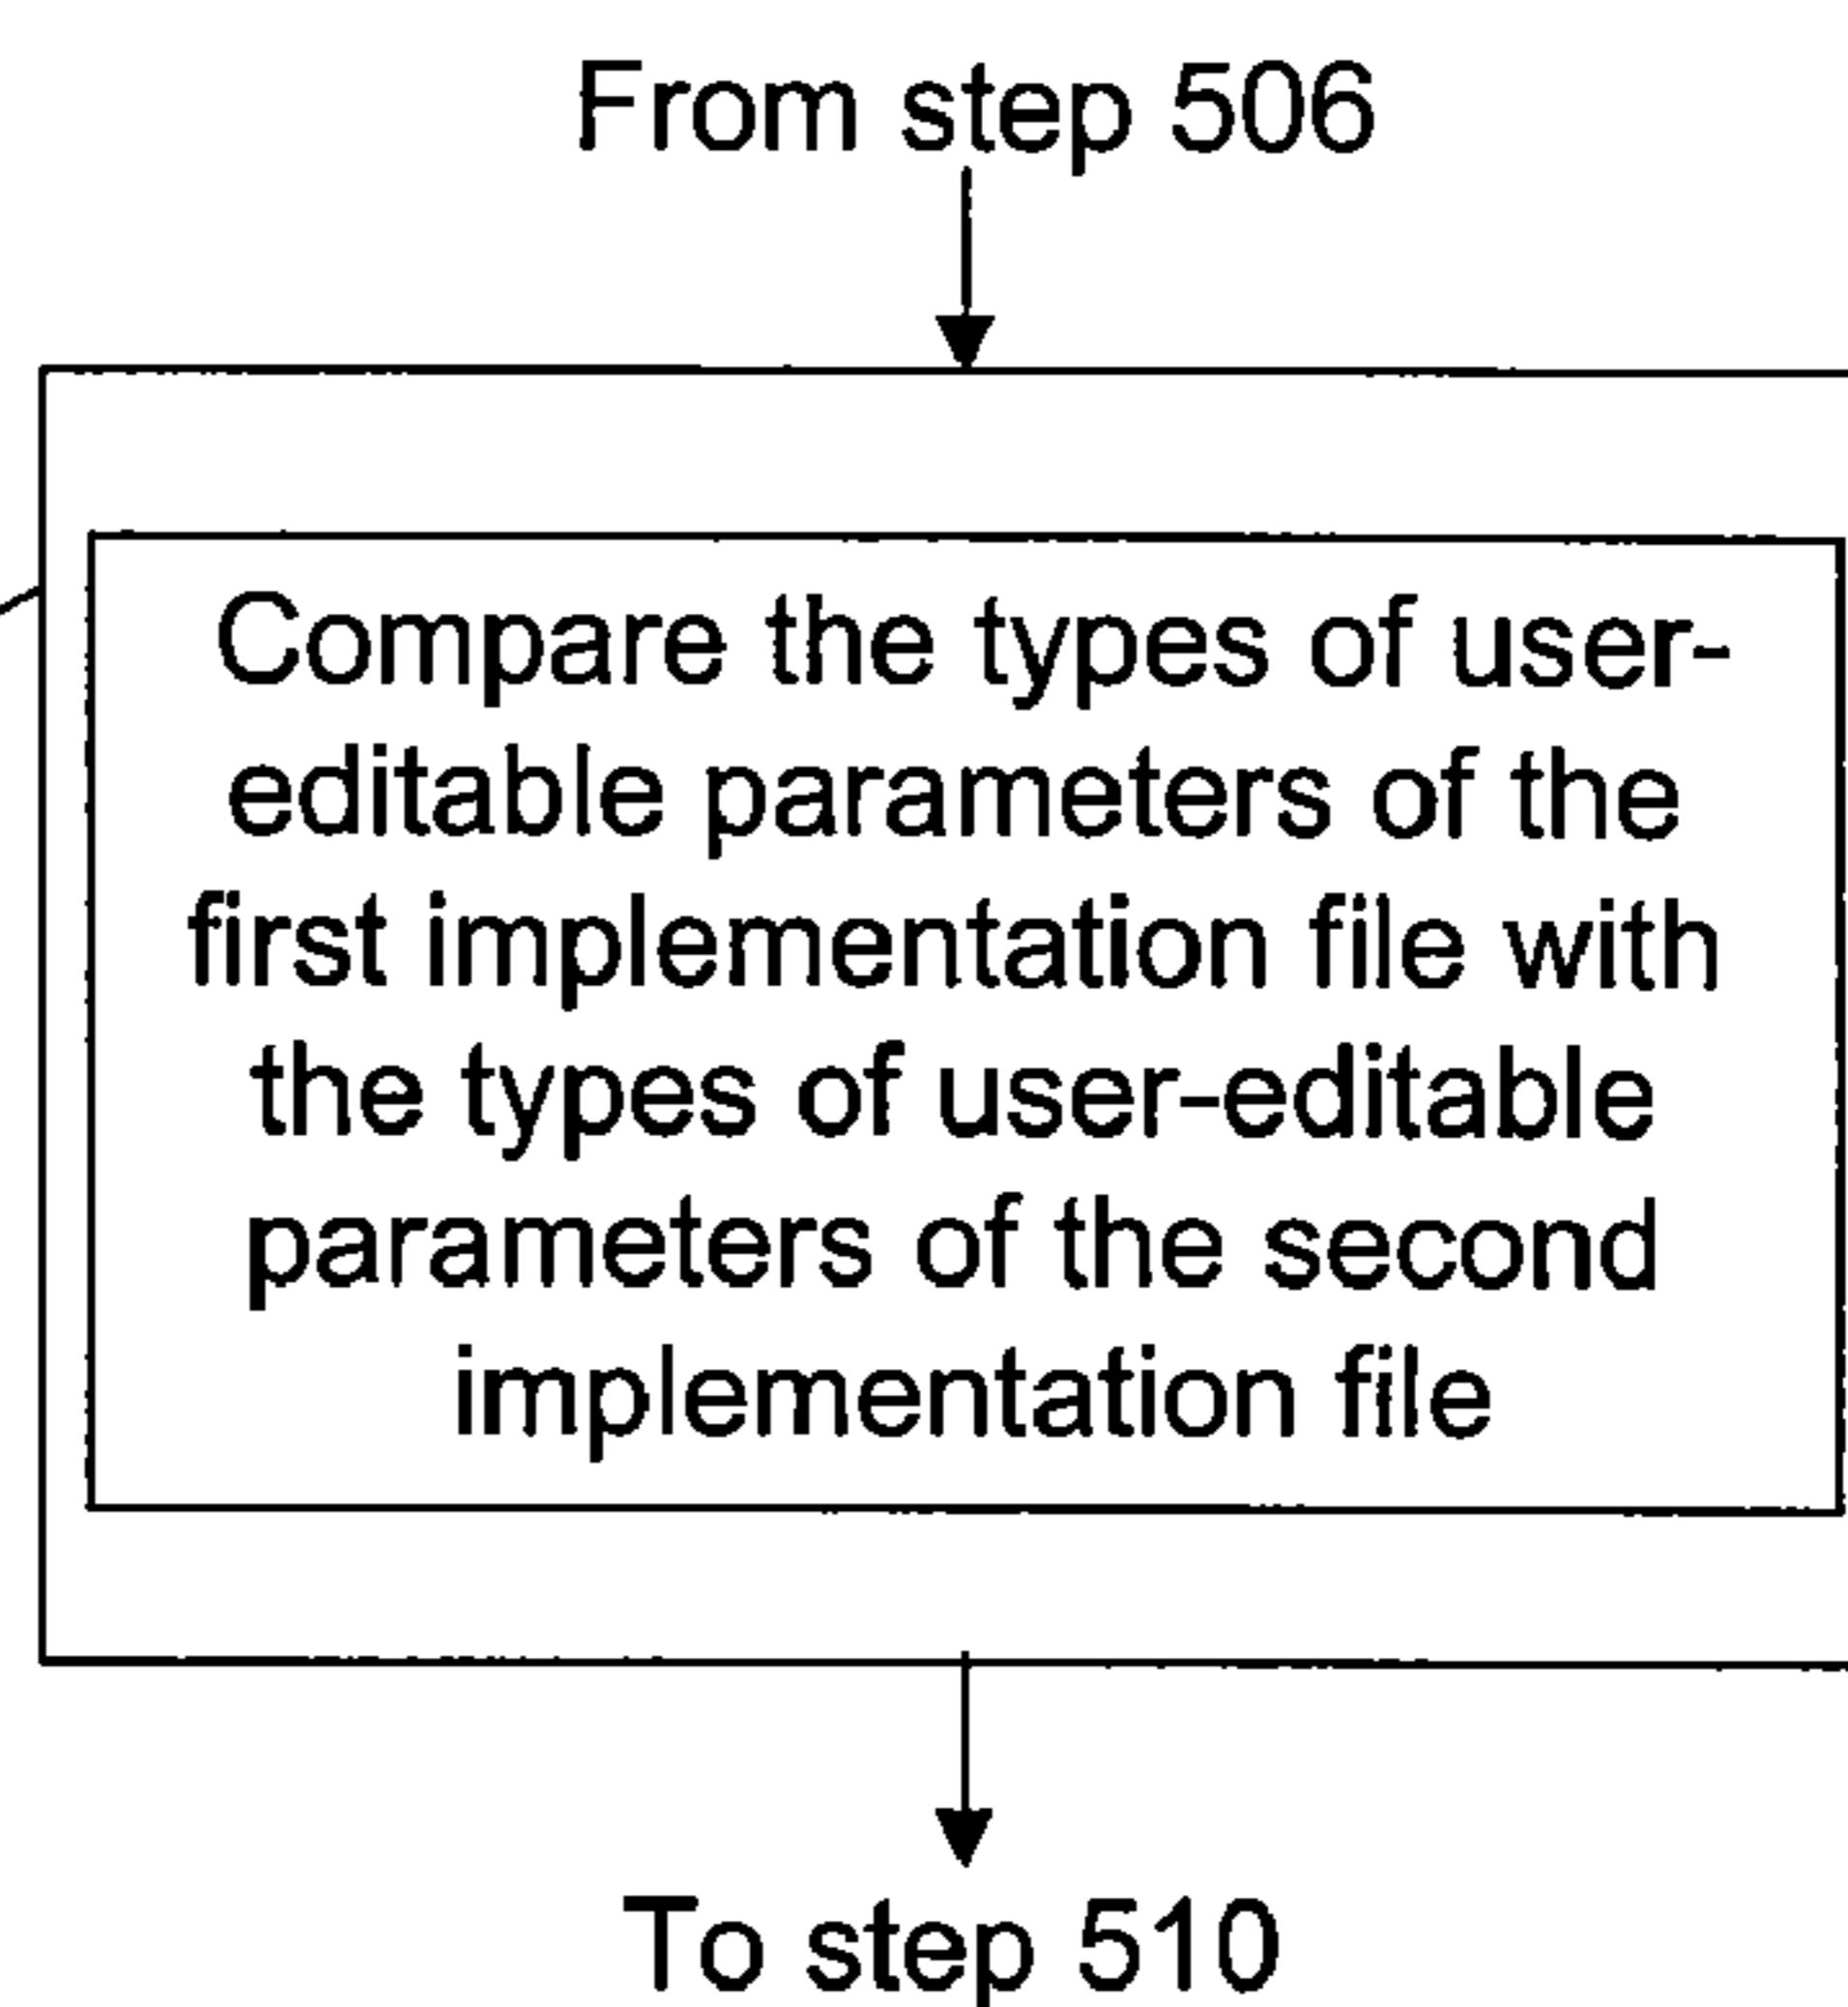 From step 506
Compare the types of user-
editable parameters of the
first implementation file with
the types of user-editable
parameters of the second
implementation file
To step 510